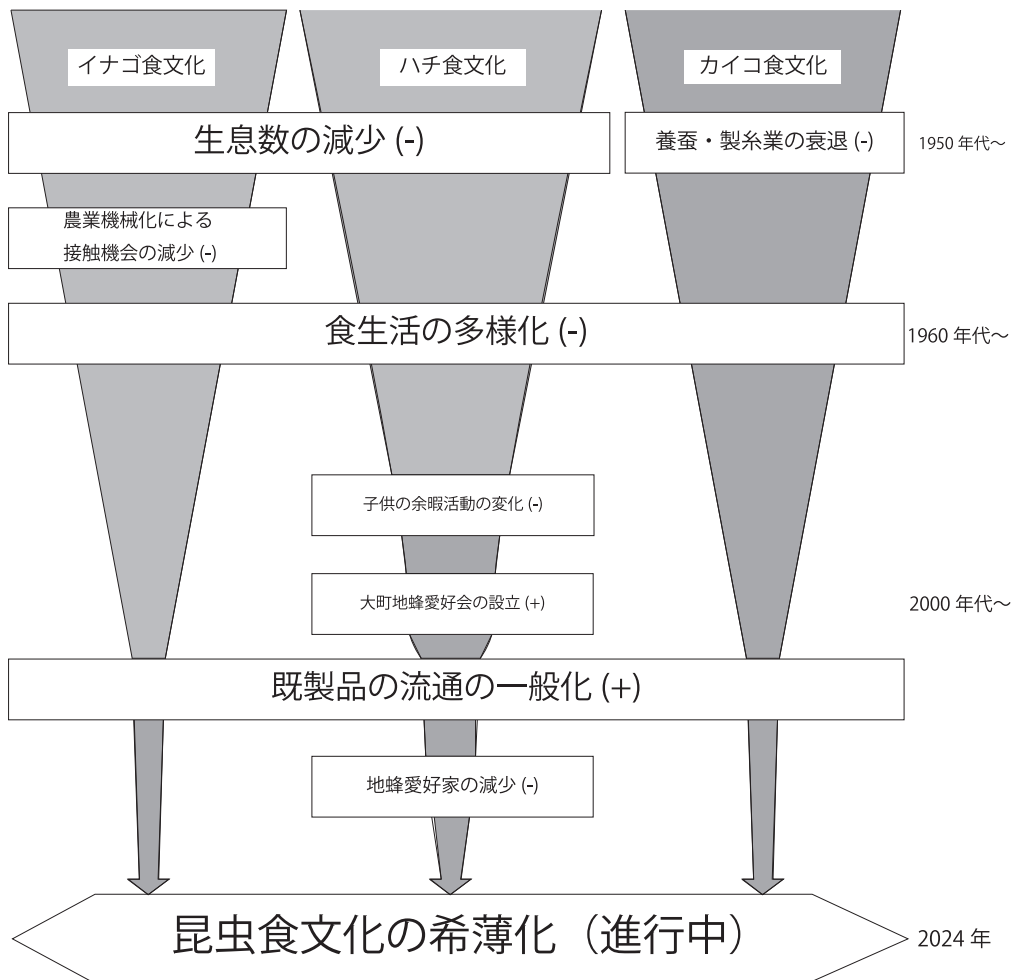 イナゴ食文化
ハチ食文化
カイコ食文化
生息数の減少 (-)
養蚕・製糸業の衰退 (-)
1950 年代～
農業機械化による
接触機会の減少 (-)
食生活の多様化 (-)
1960 年代～
子供の余暇活動の変化 (-)
大町地蜂愛好会の設立 (+)
2000 年代～
既製品の流通の一般化 (+)
地蜂愛好家の減少 (-)
昆虫食文化の希薄化（進行中）
2024 年